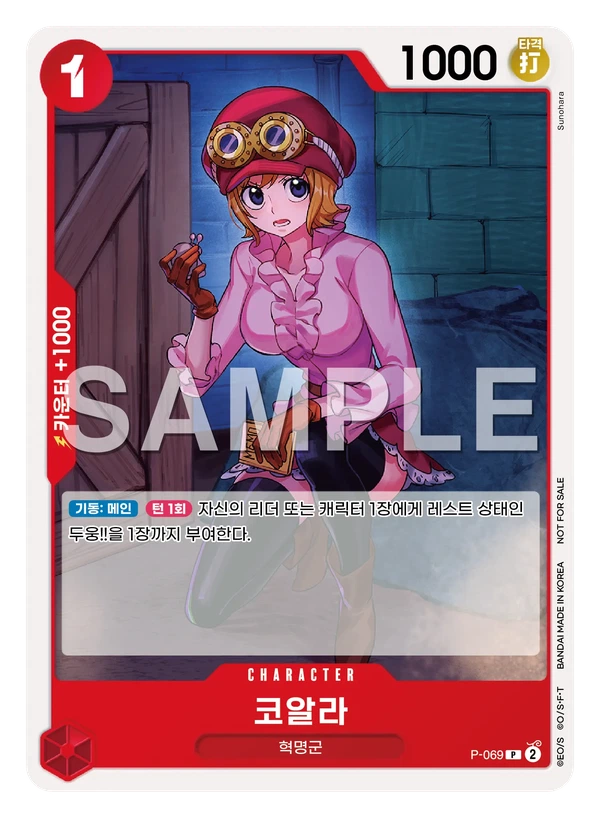 1
1000
타격
打
Sunohara
카운터 +1000
SAMPLE
기동: 메인 턴 1회 자신의 리더 또는 캐릭터 1장에게 레스트 상태인
두웅!!을 1장까지 부여한다.
CHARACTER
코알라
혁명군
P-069 P 2
©EO/S ©O/S·F·T BANDAI MADE IN KOREA NOT FOR SALE